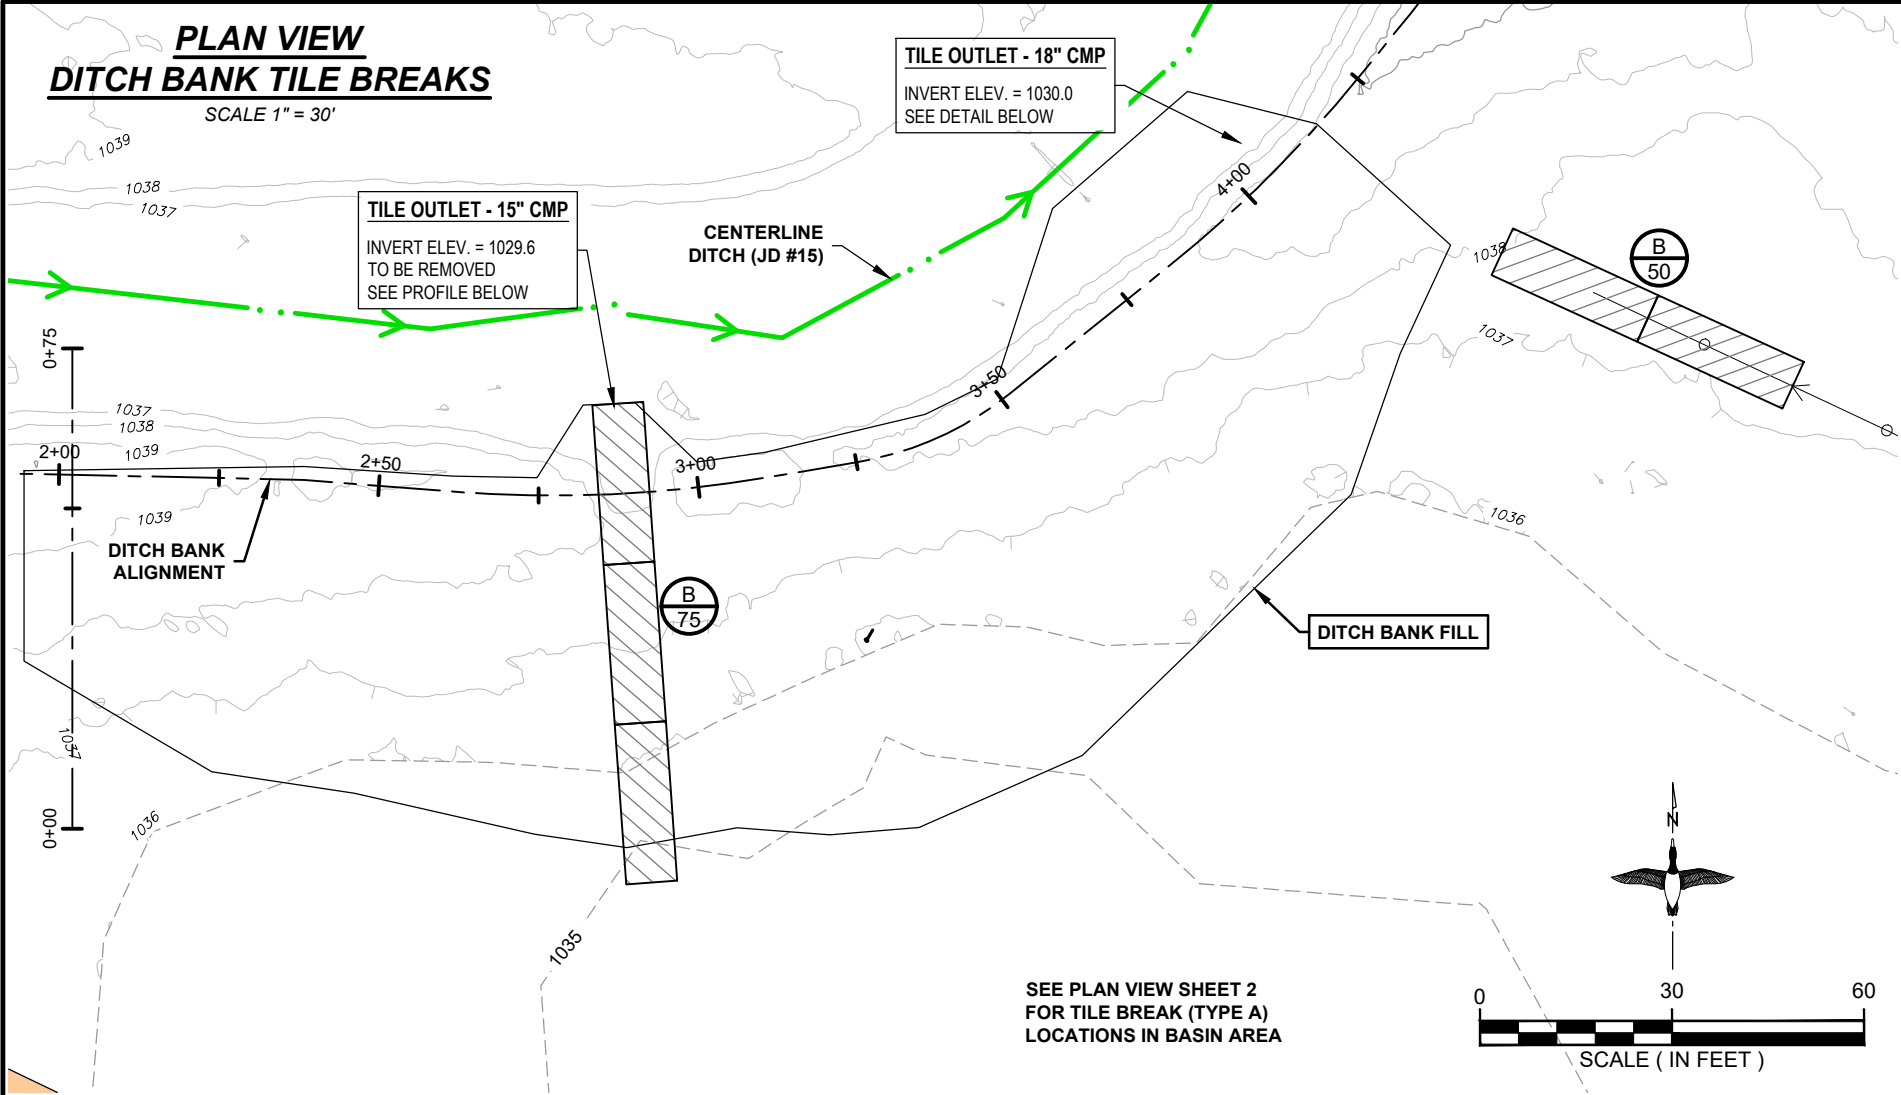 PLAN VIEW
DITCH BANK TILE BREAKS
SCALE 1" = 30'
TILE OUTLET - 18" CMP
INVERT ELEV. = 1030.0
SEE DETAIL BELOW
1039
1038
1037
TILE OUTLET - 15" CMP
INVERT ELEV. = 1029.6
TO BE REMOVED
SEE PROFILE BELOW
CENTERLINE
DITCH (JD #15)
4+00
1038
B
50
1037
0+75
3+50
1037
1038
1039
2+00
2+50
3+00
1039
DITCH BANK
ALIGNMENT
1036
B
75
DITCH BANK FILL
1037
0+00
1036
N
1035
SEE PLAN VIEW SHEET 2
FOR TILE BREAK (TYPE A)
LOCATIONS IN BASIN AREA
0 30 60
SCALE ( IN FEET )